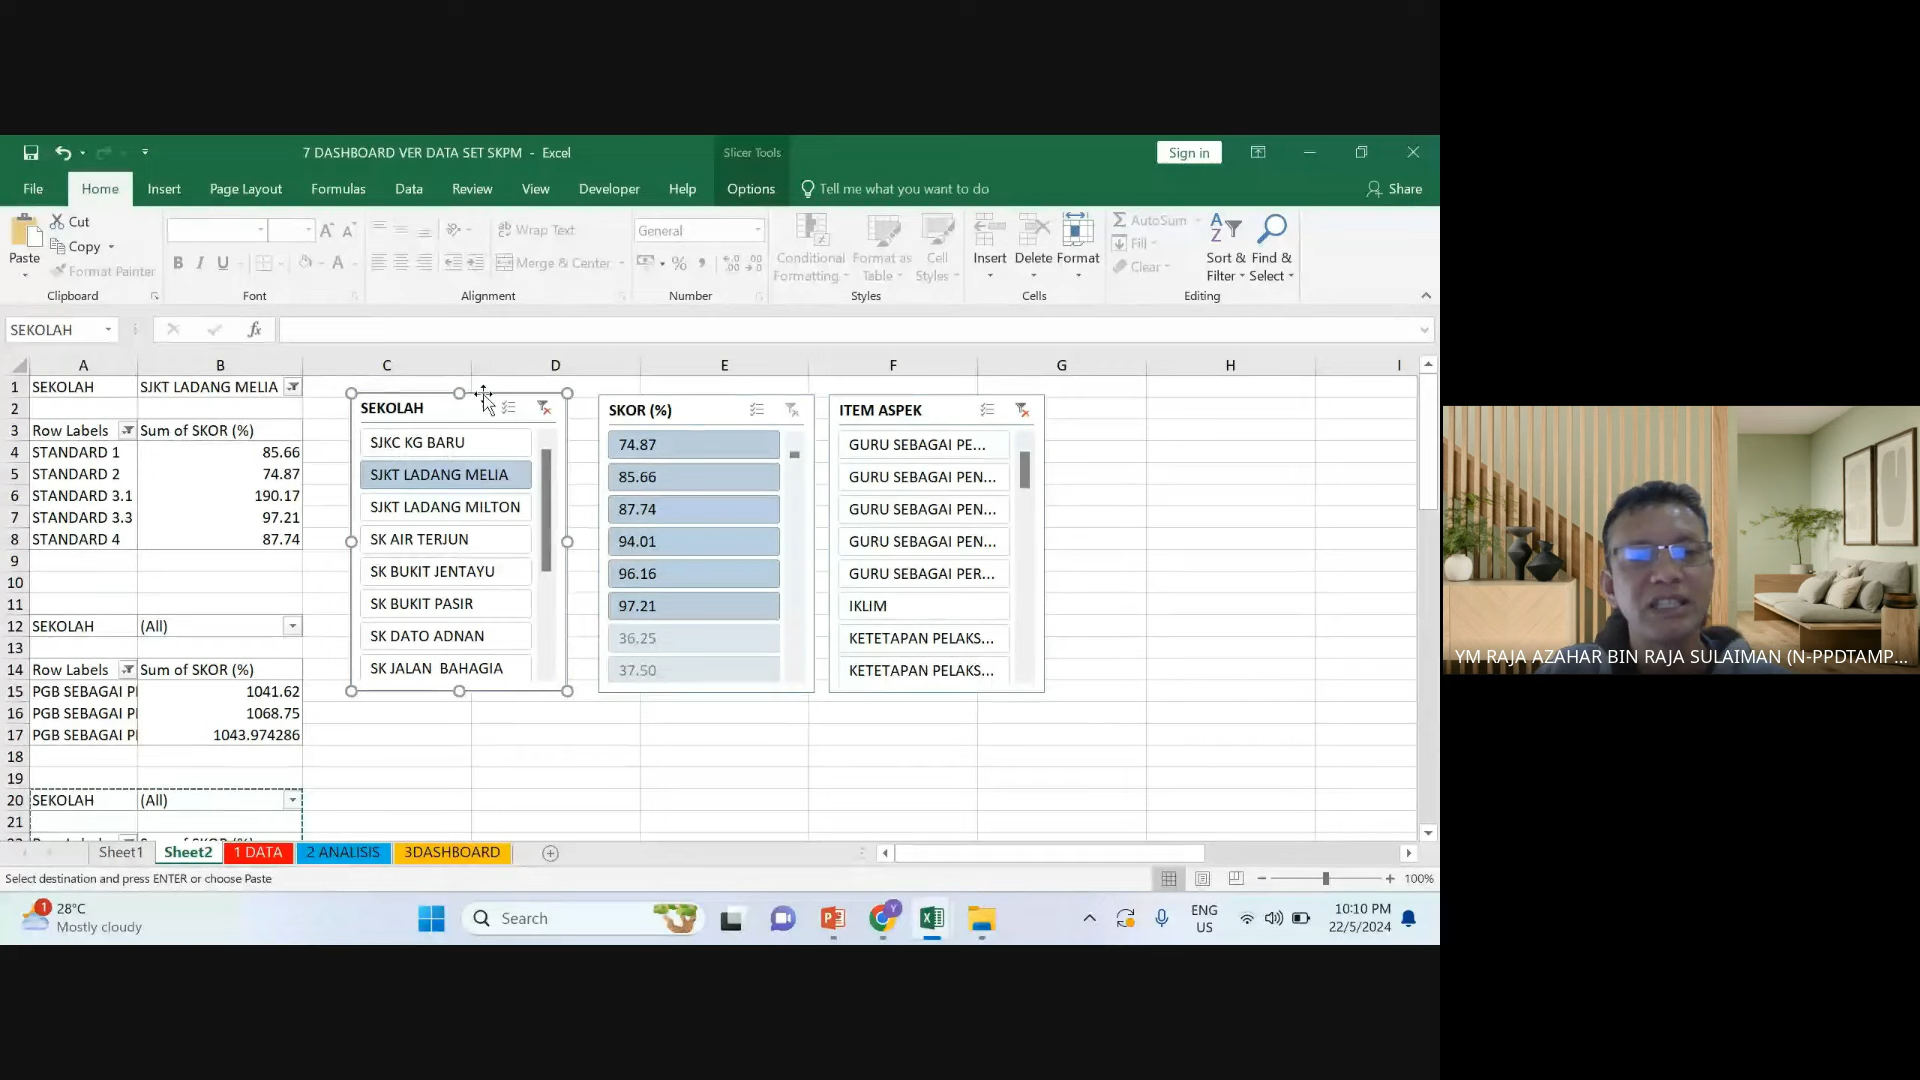 7 DASHBOARD VER DATA SET SKPM - Excel
Slicer Tools
Sign in
File Home Insert Page Layout Formulas Data Review View Developer Help Options Tell me what you want to do Share
Paste
Cut
Copy
Format Painter
Clipboard
B I U
Font
Wrap Text
Merge & Center
Alignment
General
Number
Conditional Formatting
Format as Table
Cell Styles
Styles
Insert Delete Format
Cells
AutoSum
Fill
Clear
Sort & Filter
Find & Select
Editing
SEKOLAH
fx
A B C D E F G H I
1 SEKOLAH SJKT LADANG MELIA
2
3 Row Labels Sum of SKOR (%)
4 STANDARD 1 85.66
5 STANDARD 2 74.87
6 STANDARD 3.1 190.17
7 STANDARD 3.3 97.21
8 STANDARD 4 87.74
9
10
11
12 SEKOLAH (All)
13
14 Row Labels Sum of SKOR (%)
15 PGB SEBAGAI P 1041.62
16 PGB SEBAGAI P 1068.75
17 PGB SEBAGAI P 1043.974286
18
19
20 SEKOLAH (All)
21
SEKOLAH
SJKC KG BARU
SJKT LADANG MELIA
SJKT LADANG MILTON
SK AIR TERJUN
SK BUKIT JENTAYU
SK BUKIT PASIR
SK DATO ADNAN
SK JALAN BAHAGIA
SKOR (%)
74.87
85.66
87.74
94.01
96.16
97.21
36.25
37.50
ITEM ASPEK
GURU SEBAGAI PE...
GURU SEBAGAI PEN...
GURU SEBAGAI PEN...
GURU SEBAGAI PEN...
GURU SEBAGAI PER...
IKLIM
KETETAPAN PELAKS...
KETETAPAN PELAKS...
Sheet1 Sheet2 1 DATA 2 ANALISIS 3DASHBOARD
Select destination and press ENTER or choose Paste
100%
1
28°C
Mostly cloudy
Search
ENG
US
10:10 PM
22/5/2024
YM RAJA AZAHAR BIN RAJA SULAIMAN (N-PPDTAMP...